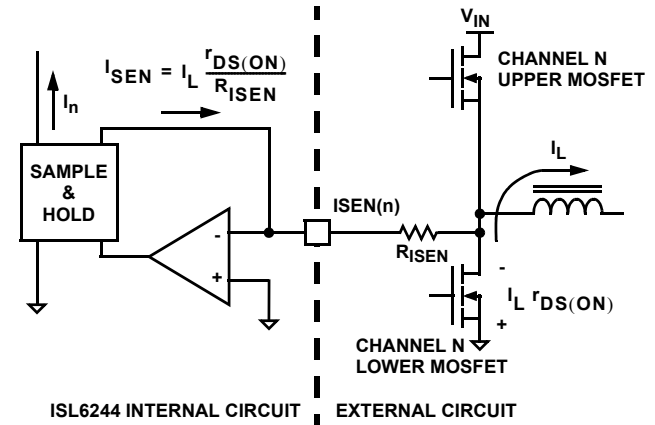 V_IN
CHANNEL N
UPPER MOSFET
I_SEN = I_L r_DS(ON) / R_ISEN
I_n
I_L
SAMPLE
&
HOLD
ISEN(n)
-
+
R_ISEN
-
I_L r_DS(ON)
+
CHANNEL N
LOWER MOSFET
ISL6244 INTERNAL CIRCUIT
EXTERNAL CIRCUIT